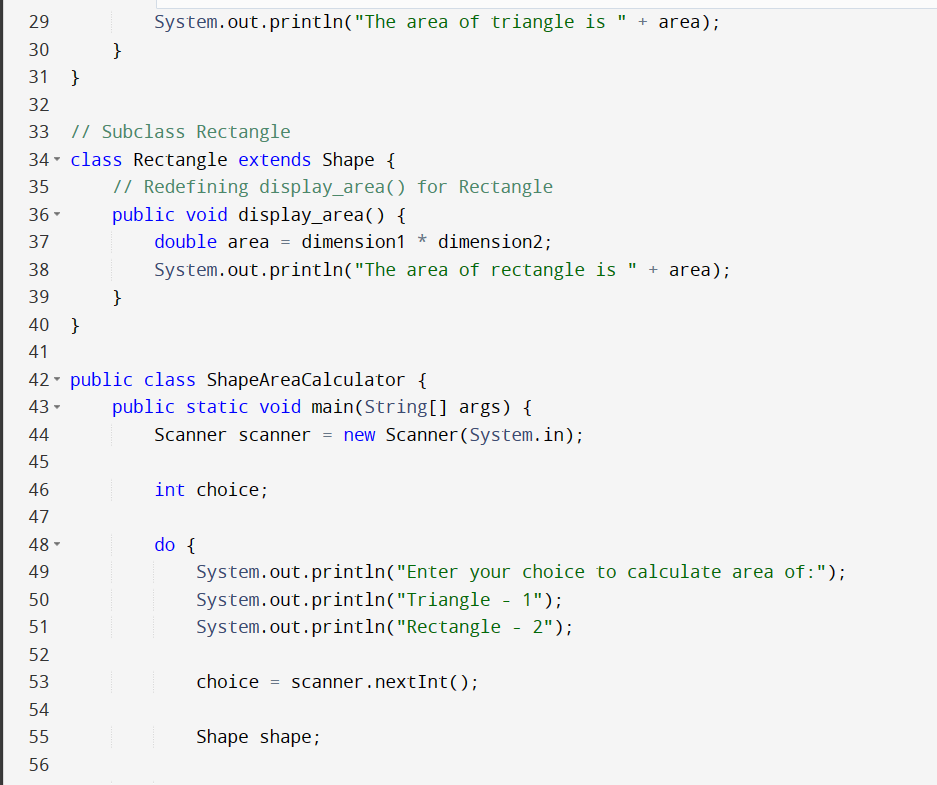 29         System.out.println("The area of triangle is " + area);
30     }
31 }
32
33 // Subclass Rectangle
34 class Rectangle extends Shape {
35     // Redefining display_area() for Rectangle
36     public void display_area() {
37         double area = dimension1 * dimension2;
38         System.out.println("The area of rectangle is " + area);
39     }
40 }
41
42 public class ShapeAreaCalculator {
43     public static void main(String[] args) {
44         Scanner scanner = new Scanner(System.in);
45
46         int choice;
47
48         do {
49             System.out.println("Enter your choice to calculate area of:");
50             System.out.println("Triangle - 1");
51             System.out.println("Rectangle - 2");
52
53             choice = scanner.nextInt();
54
55             Shape shape;
56